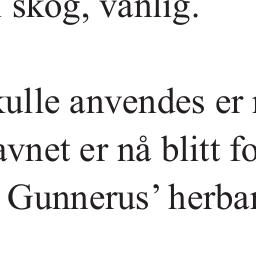 skog, vanlig.
kulle anvendes er
avnet er nå blitt fo
Gunnerus’ herbar